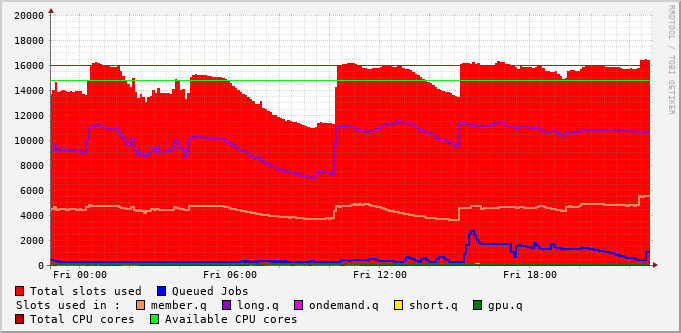 20000
18000
16000
14000
12000
10000
8000
6000
4000
2000
0
Fri 00:00 Fri 06:00 Fri 12:00 Fri 18:00
RRDTOOL / TOBI OETIKER
Total slots used Queued Jobs
Slots used in : member.q long.q ondemand.q short.q gpu.q
Total CPU cores Available CPU cores